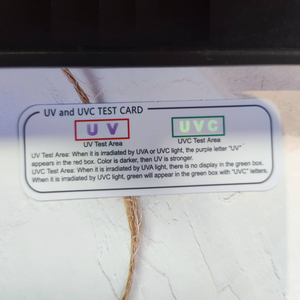 UV and UVC TEST CARD
UV
UVC
UV Test Area
UVC Test Area
UV Test Area: When it is irradiated by UVA or UVC light, the purple letter "UV"
appears in the red box. Color is darker, then UV is stronger.
UVC Test Area: When it is irradiated by UVA light, there is no display in the green box.
When it is irradiated by UVC light, green will appear in the green box with "UVC" letters.